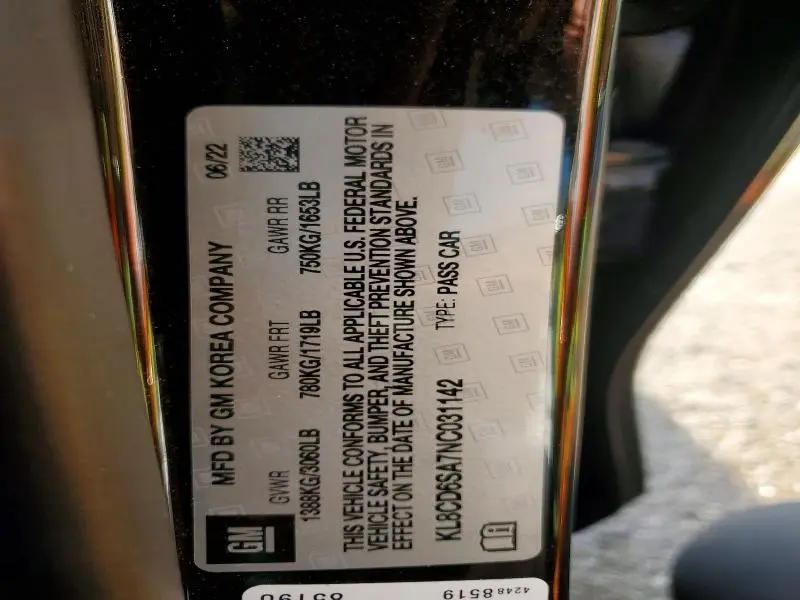 GM
MFD BY GM KOREA COMPANY 06/22
GVWR GAWR FRT GAWR RR
1388KG/3060LB 780KG/1719LB 750KG/1653LB
THIS VEHICLE CONFORMS TO ALL APPLICABLE U.S. FEDERAL MOTOR
VEHICLE SAFETY, BUMPER, AND THEFT PREVENTION STANDARDS IN
EFFECT ON THE DATE OF MANUFACTURE SHOWN ABOVE.
KL8CD6SA7NC031142 TYPE: PASS CAR
4248 8519